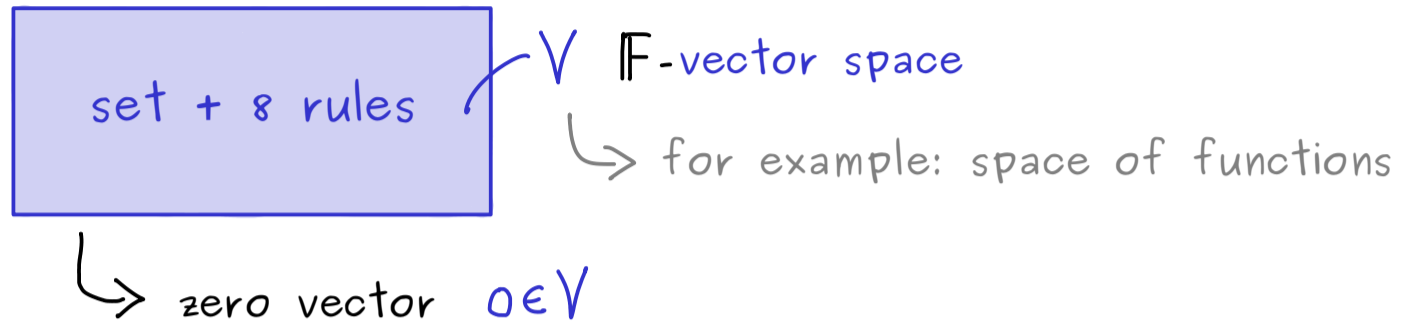 V 𝔽-vector space
set + 8 rules
for example: space of functions
zero vector 0∈V